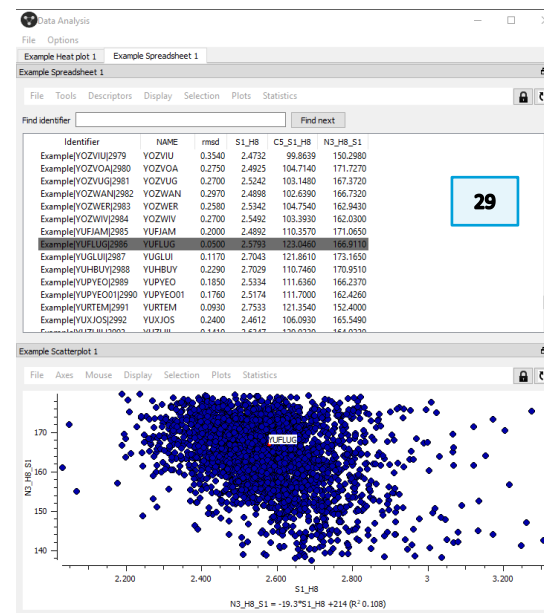 Data Analysis
File Options
Example Heat plot 1 Example Spreadsheet 1
Example Spreadsheet 1
File Tools Descriptors Display Selection Plots Statistics
Find identifier Find next
Identifier NAME rmsd S1_H8 C5_S1_H8 N3_H8_S1
Example|YOZVIU|2979 YOZVIU 0.3540 2.4732 99.8639 150.2980
Example|YOZVOA|2980 YOZVOA 0.2750 2.4925 104.7140 171.7270
Example|YOZVUG|2981 YOZVUG 0.2700 2.5241 103.1480 167.3720
Example|YOZWAN|2982 YOZWAN 0.2970 2.4898 102.6390 166.7320
Example|YOZWER|2983 YOZWER 0.2580 2.5342 104.7540 162.9430
Example|YOZWIV|2984 YOZWIV 0.2700 2.5492 103.3930 162.0300
Example|YUFJAM|2985 YUFJAM 0.2000 2.4892 110.3570 171.0650
Example|YUFLUG|2986 YUFLUG 0.0500 2.5793 123.0460 166.9110
Example|YUGLUI|2987 YUGLUI 0.1170 2.7043 121.8610 173.1650
Example|YUHBUY|2988 YUHBUY 0.2290 2.7029 110.7460 170.9510
Example|YUPYEO|2989 YUPYEO 0.1850 2.5334 111.6360 166.2370
Example|YUPYEO01|2990 YUPYEO01 0.1760 2.5174 111.7000 162.4260
Example|YURTEM|2991 YURTEM 0.0930 2.7533 121.3540 152.4000
Example|YUXJOS|2992 YUXJOS 0.2400 2.4612 106.0930 165.5490
29
Example Scatterplot 1
File Axes Mouse Display Selection Plots Statistics
N3_H8_S1
170
160
150
140
YUFLUG
2.200 2.400 2.600 2.800 3 3.200
S1_H8
N3_H8_S1 = -19.3*S1_H8 +214 (R² 0.108)